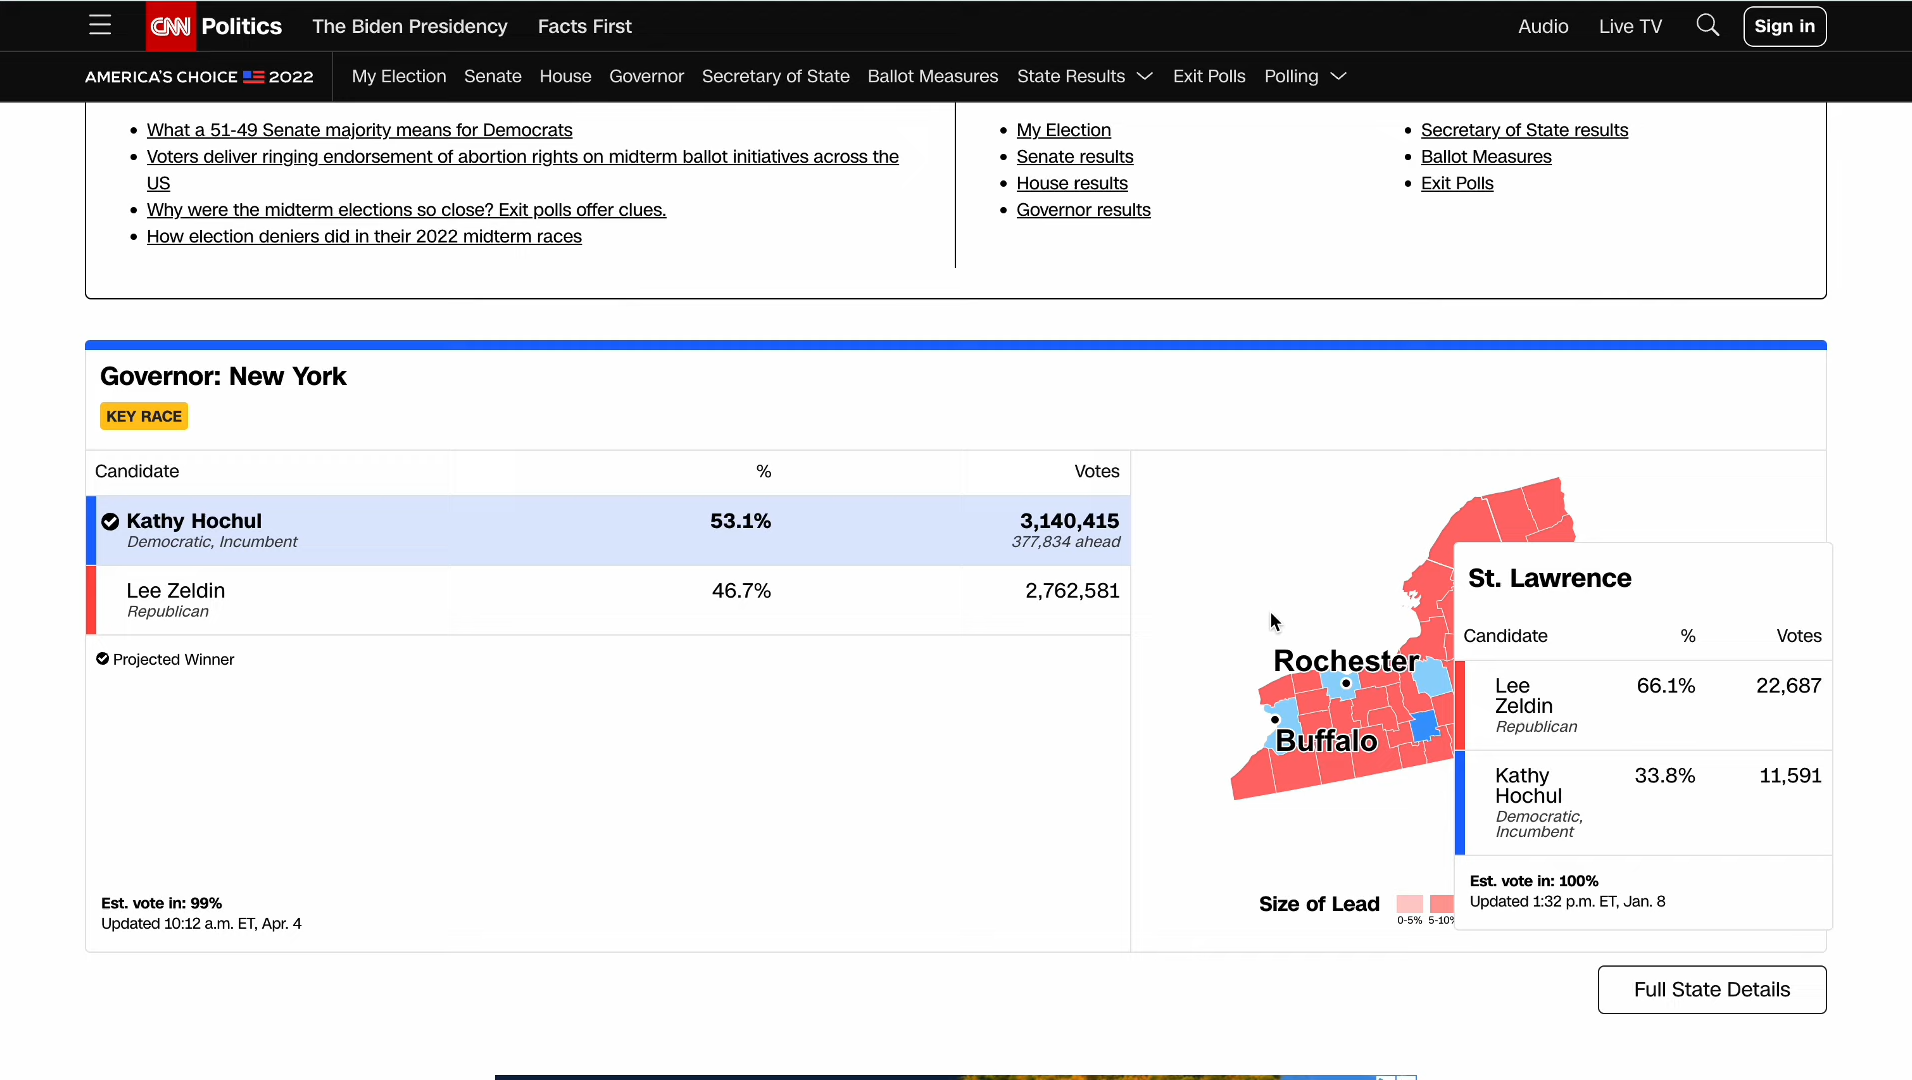 CNN Politics The Biden Presidency Facts First Audio Live TV Sign in
AMERICA'S CHOICE 2022 My Election Senate House Governor Secretary of State Ballot Measures State Results Exit Polls Polling
What a 51-49 Senate majority means for Democrats
Voters deliver ringing endorsement of abortion rights on midterm ballot initiatives across the
US
Why were the midterm elections so close? Exit polls offer clues.
How election deniers did in their 2022 midterm races
My Election
Senate results
House results
Governor results
Secretary of State results
Ballot Measures
Exit Polls
Governor: New York
KEY RACE
Candidate % Votes
Kathy Hochul 53.1% 3,140,415
Democratic, Incumbent 377,834 ahead
Lee Zeldin 46.7% 2,762,581
Republican
Projected Winner
Est. vote in: 99%
Updated 10:12 a.m. ET, Apr. 4
Rochester
Buffalo
Size of Lead
0-5% 5-10%
St. Lawrence
Candidate % Votes
Lee 66.1% 22,687
Zeldin
Republican
Kathy 33.8% 11,591
Hochul
Democratic,
Incumbent
Est. vote in: 100%
Updated 1:32 p.m. ET, Jan. 8
Full State Details